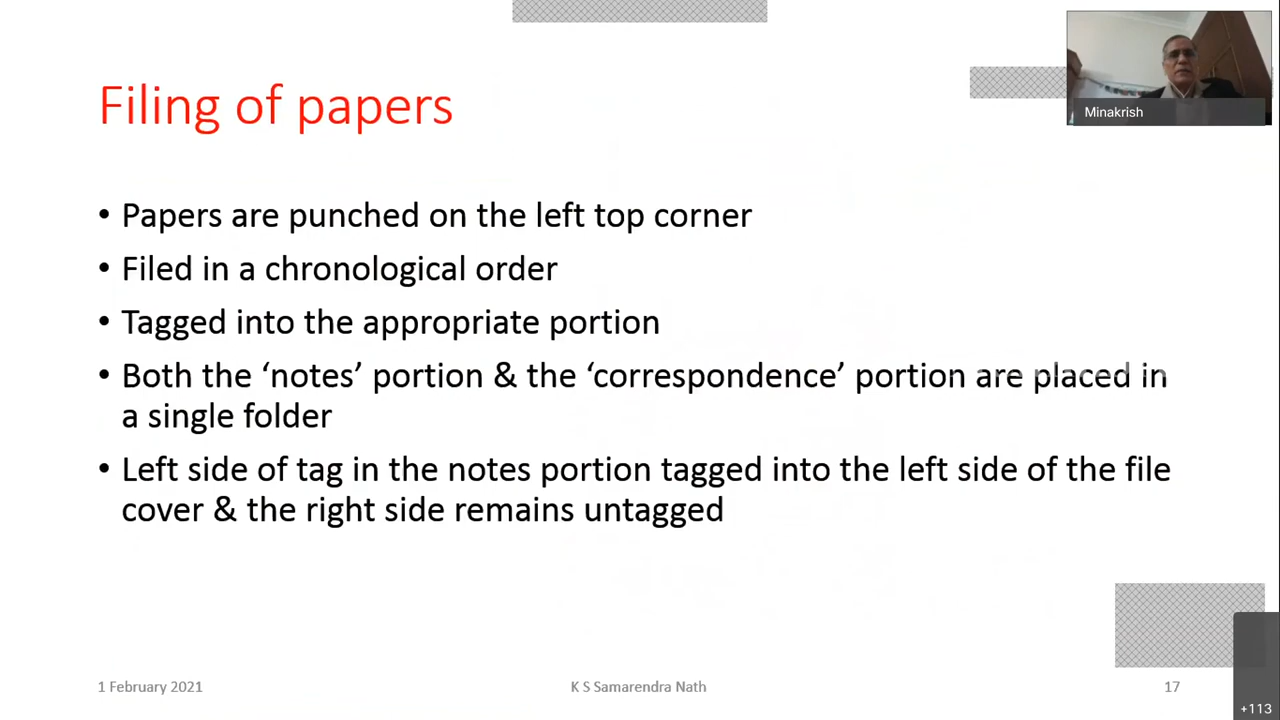 Minakrish
Filing of papers
• Papers are punched on the left top corner
• Filed in a chronological order
• Tagged into the appropriate portion
• Both the ‘notes’ portion & the ‘correspondence’ portion are placed in
a single folder
• Left side of tag in the notes portion tagged into the left side of the file
cover & the right side remains untagged
1 February 2021
K S Samarendra Nath
17
+113